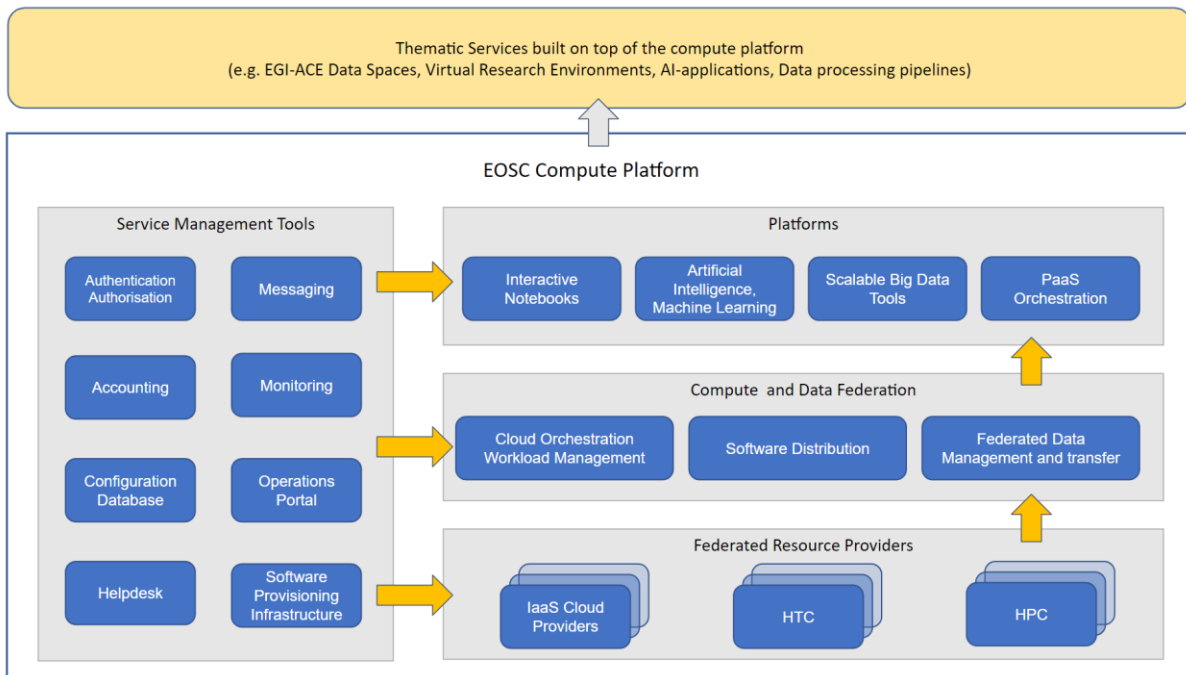 Thematic Services built on top of the compute platform
(e.g. EGI-ACE Data Spaces, Virtual Research Environments, AI-applications, Data processing pipelines)
EOSC Compute Platform
Service Management Tools
Authentication
Authorisation
Messaging
Accounting
Monitoring
Configuration
Database
Operations
Portal
Helpdesk
Software
Provisioning
Infrastructure
Platforms
Interactive
Notebooks
Artificial
Intelligence,
Machine Learning
Scalable Big Data
Tools
PaaS
Orchestration
Compute and Data Federation
Cloud Orchestration
Workload Management
Software Distribution
Federated Data
Management and transfer
Federated Resource Providers
IaaS Cloud
Providers
HTC
HPC